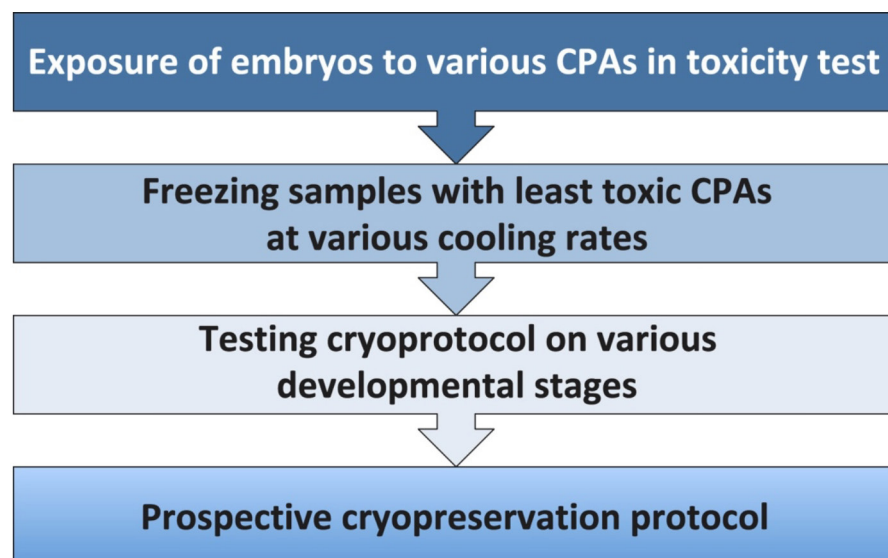 Exposure of embryos to various CPAs in toxicity test
Freezing samples with least toxic CPAs
at various cooling rates
Testing cryoprotocol on various
developmental stages
Prospective cryopreservation protocol